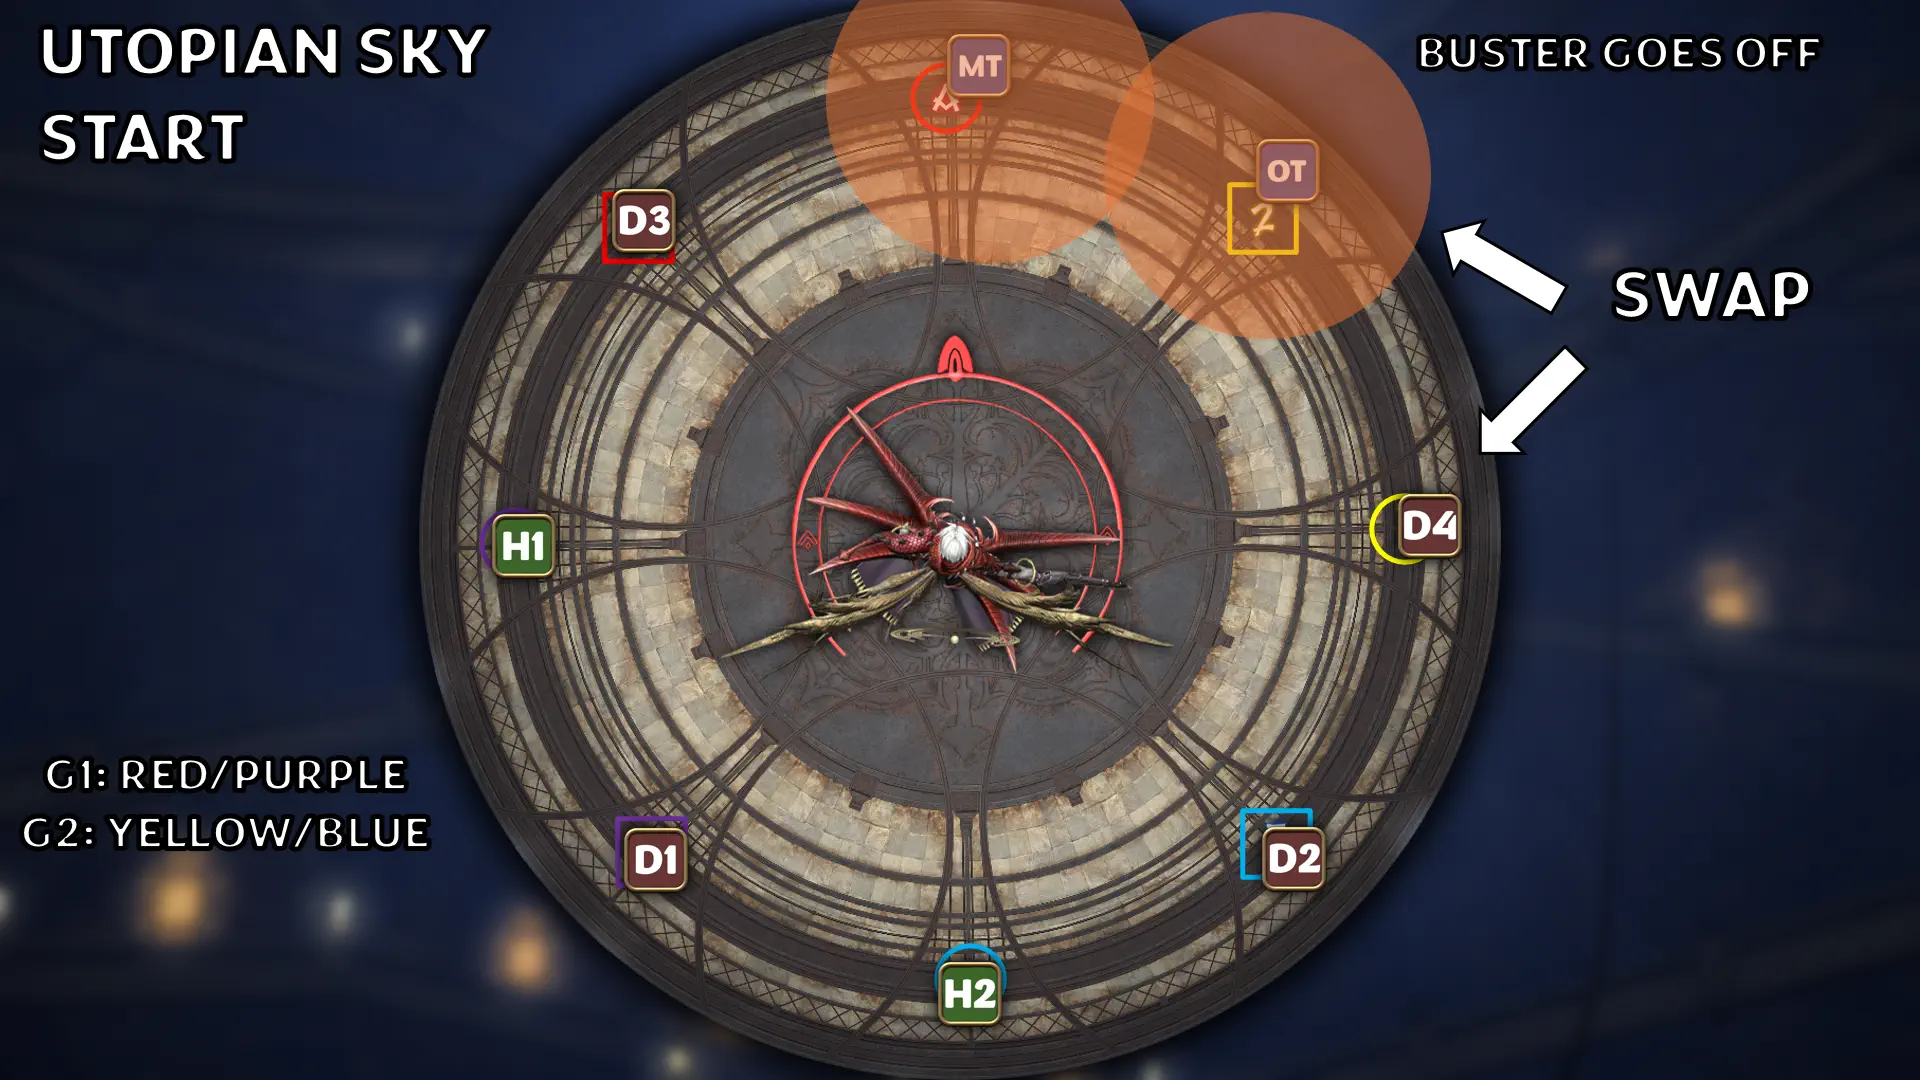 UTOPIAN SKY
START
BUSTER GOES OFF
MT
A
OT
2
D3
SWAP
D4
H1
G1: RED/PURPLE
G2: YELLOW/BLUE
D1
D2
H2